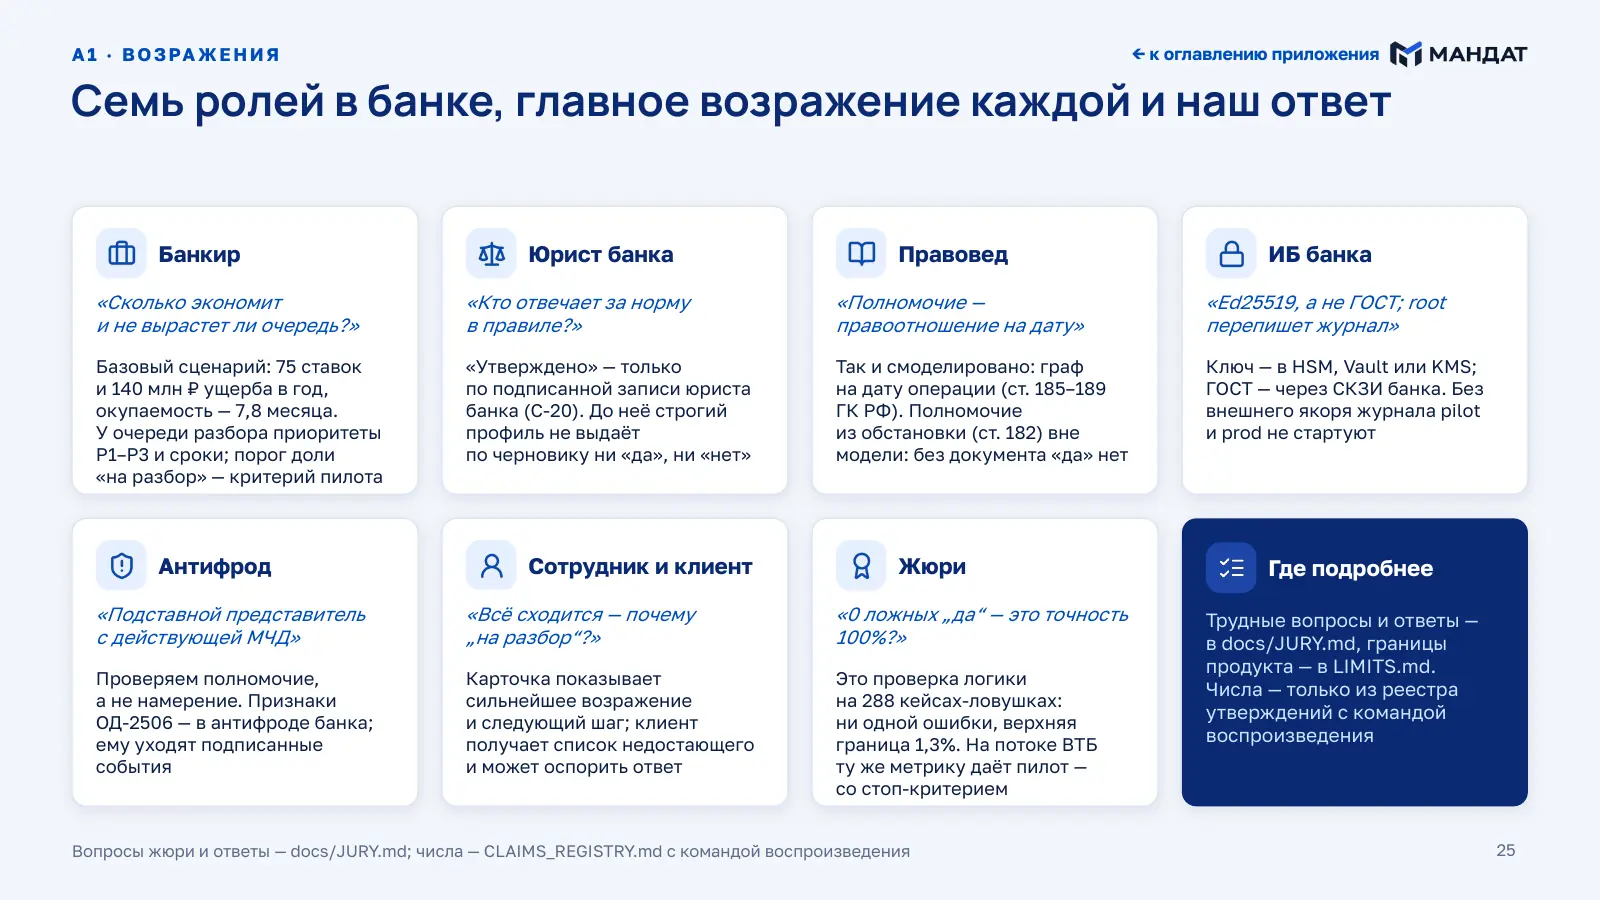 А1 · ВОЗРАЖЕНИЯ
← к оглавлению приложения
МАНДАТ
Семь ролей в банке, главное возражение каждой и наш ответ
Банкир
«Сколько экономит
и не вырастет ли очередь?»
Базовый сценарий: 75 ставок
и 140 млн ₽ ущерба в год,
окупаемость — 7,8 месяца.
У очереди разбора приоритеты
P1–P3 и сроки; порог доли
«на разбор» — критерий пилота
Юрист банка
«Кто отвечает за норму
в правиле?»
«Утверждено» — только
по подписанной записи юриста
банка (С-20). До неё строгий
профиль не выдаёт
по черновику ни «да», ни «нет»
Правовед
«Полномочие —
правоотношение на дату»
Так и смоделировано: граф
на дату операции (ст. 185–189
ГК РФ). Полномочие
из обстановки (ст. 182) вне
модели: без документа «да» нет
ИБ банка
«Ed25519, а не ГОСТ; root
перепишет журнал»
Ключ — в HSM, Vault или KMS;
ГОСТ — через СКЗИ банка. Без
внешнего якоря журнала pilot
и prod не стартуют
Антифрод
«Подставной представитель
с действующей МЧД»
Проверяем полномочие,
а не намерение. Признаки
ОД-2506 — в антифроде банка;
ему уходят подписанные
события
Сотрудник и клиент
«Всё сходится — почему
„на разбор“?»
Карточка показывает
сильнейшее возражение
и следующий шаг; клиент
получает список недостающего
и может оспорить ответ
Жюри
«0 ложных „да“ — это точность
100%?»
Это проверка логики
на 288 кейсах-ловушках:
ни одной ошибки, верхняя
граница 1,3%. На потоке ВТБ
ту же метрику даёт пилот —
со стоп-критерием
Где подробнее
Трудные вопросы и ответы —
в docs/JURY.md, границы
продукта — в LIMITS.md.
Числа — только из реестра
утверждений с командой
воспроизведения
Вопросы жюри и ответы — docs/JURY.md; числа — CLAIMS_REGISTRY.md с командой воспроизведения
25